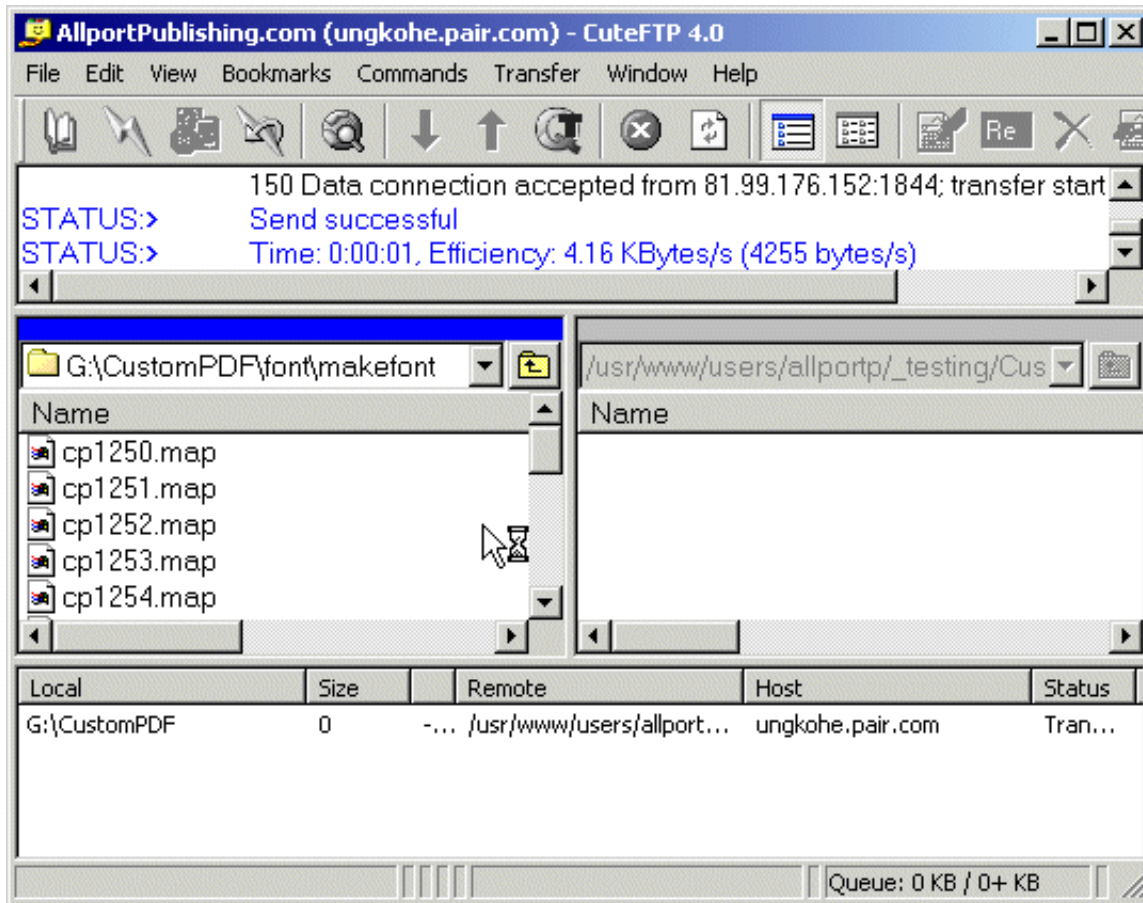 AllportPublishing.com (ungkohe.pair.com) - CuteFTP 4.0
File Edit View Bookmarks Commands Transfer Window Help
Re
150 Data connection accepted from 81.99.176.152:1844; transfer start
STATUS:> Send successful
STATUS:> Time: 0:00:01, Efficiency: 4.16 KBytes/s (4255 bytes/s)
G:\CustomPDF\font\makefont /usr/www/users/allportp/_testing/Cus
Name Name
cp1250.map
cp1251.map
cp1252.map
cp1253.map
cp1254.map
Local Size Remote Host Status
G:\CustomPDF 0 -... /usr/www/users/allport... ungkohe.pair.com Tran...
Queue: 0 KB / 0+ KB